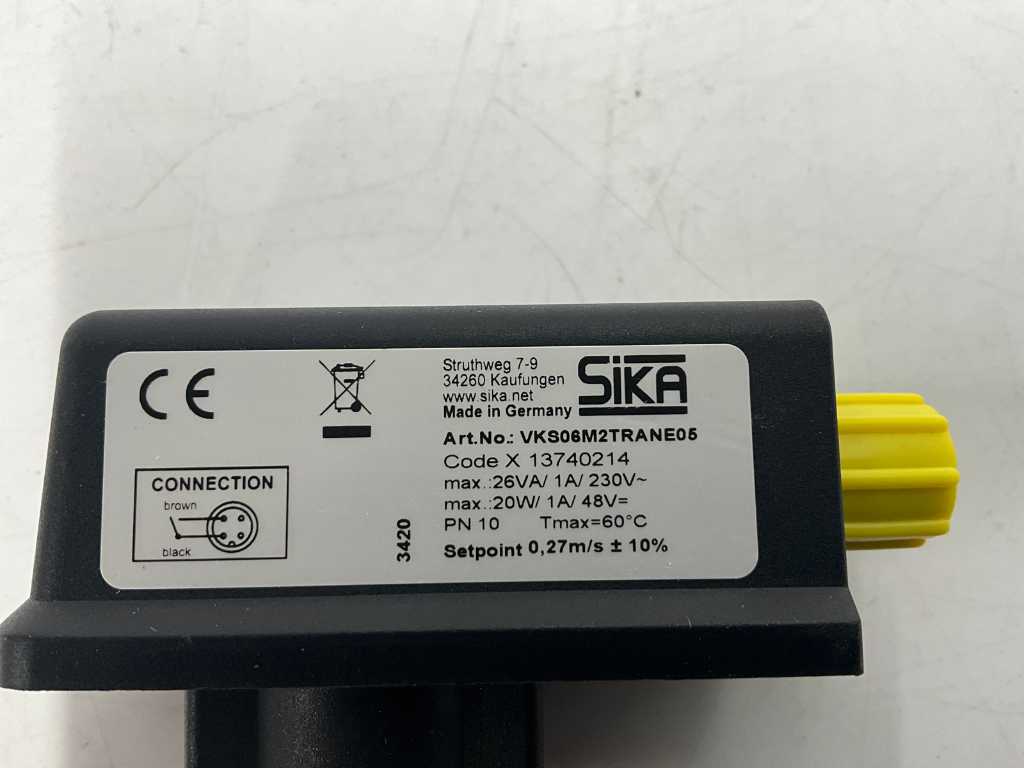 CE
Struthweg 7-9
34260 Kaufungen
www.sika.net
Made in Germany
SiKA
Art.No.: VKS06M2TRANE05
Code X 13740214
max.:26VA/ 1A/ 230V~
max.:20W/ 1A/ 48V=
PN 10 Tmax=60°C
Setpoint 0,27m/s ± 10%
CONNECTION
brown
black
3420